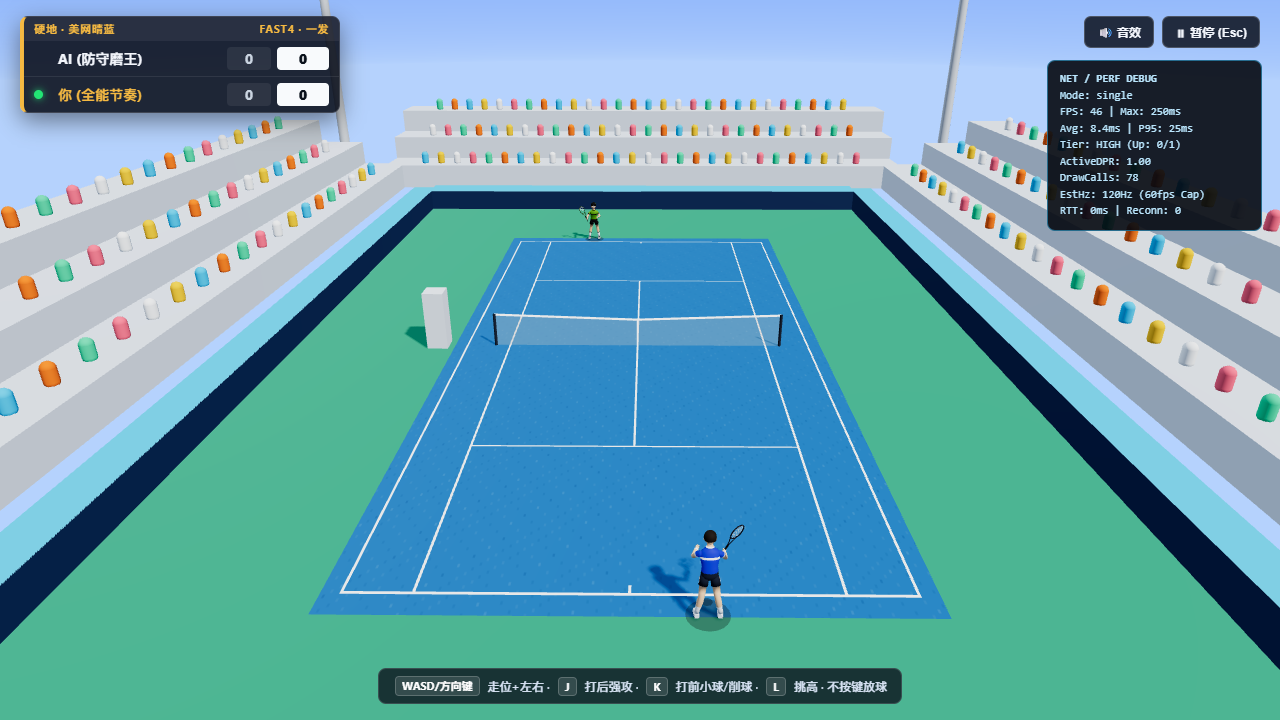 硬地 · 美网晴蓝 FAST4 · 一发
AI (防守磨王) 0 0
你 (全能节奏) 0 0
音效
暂停 (Esc)
NET / PERF DEBUG
Mode: single
FPS: 46 | Max: 250ms
Avg: 8.4ms | P95: 25ms
Tier: HIGH (Up: 0/1)
ActiveDPR: 1.00
DrawCalls: 78
EstHz: 120Hz (60fps Cap)
RTT: 0ms | Reconn: 0
WASD/方向键 走位+左右 · J 打后强攻 · K 打前小球/削球 · L 挑高 · 不按键放球